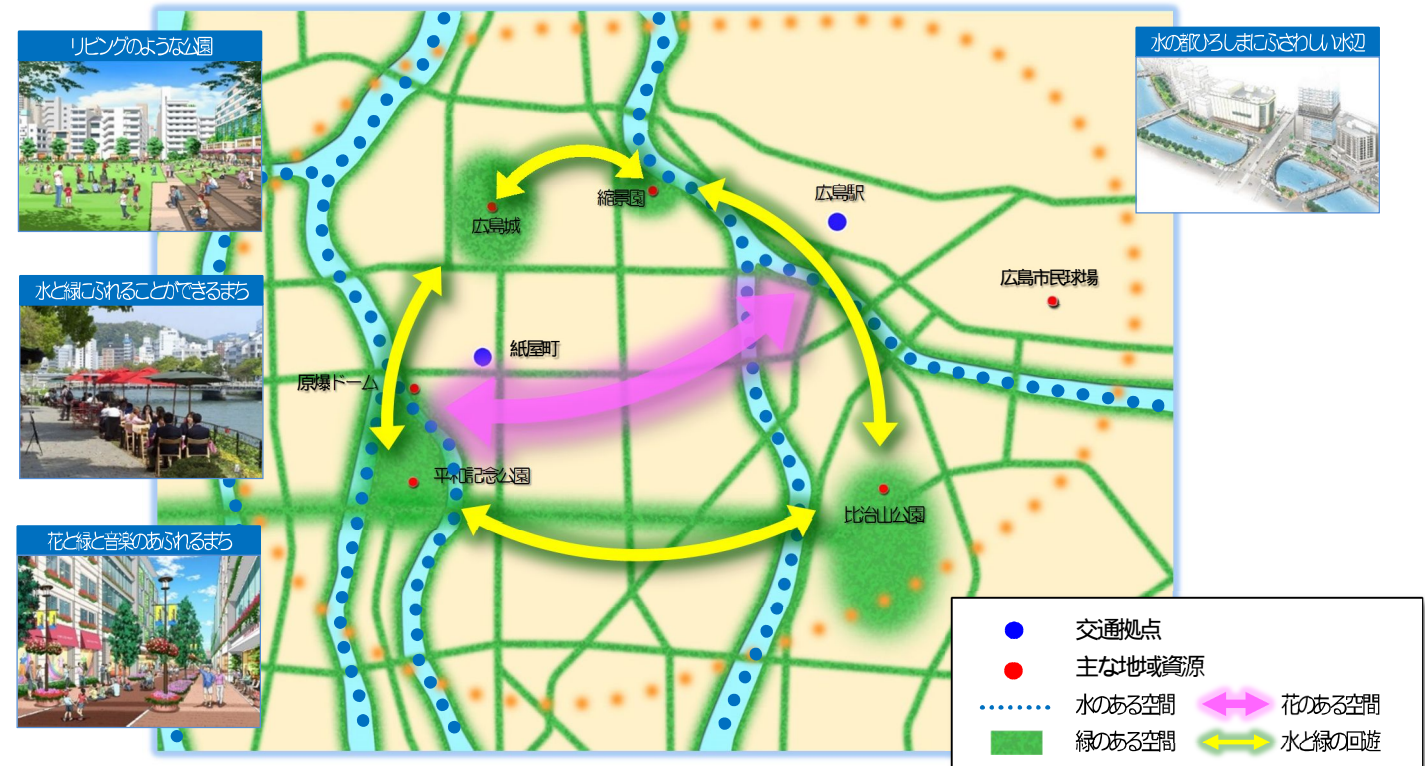 リビングのような公園
水と緑にふれることができるまち
花と緑と音楽のあふれるまち
水の都ひろしまにふさわしい水辺
広島城
縮景園
広島駅
広島市民球場
紙屋町
原爆ドーム
平和記念公園
比治山公園
交通拠点
主な地域資源
水のある空間
花のある空間
緑のある空間
水と緑の回遊